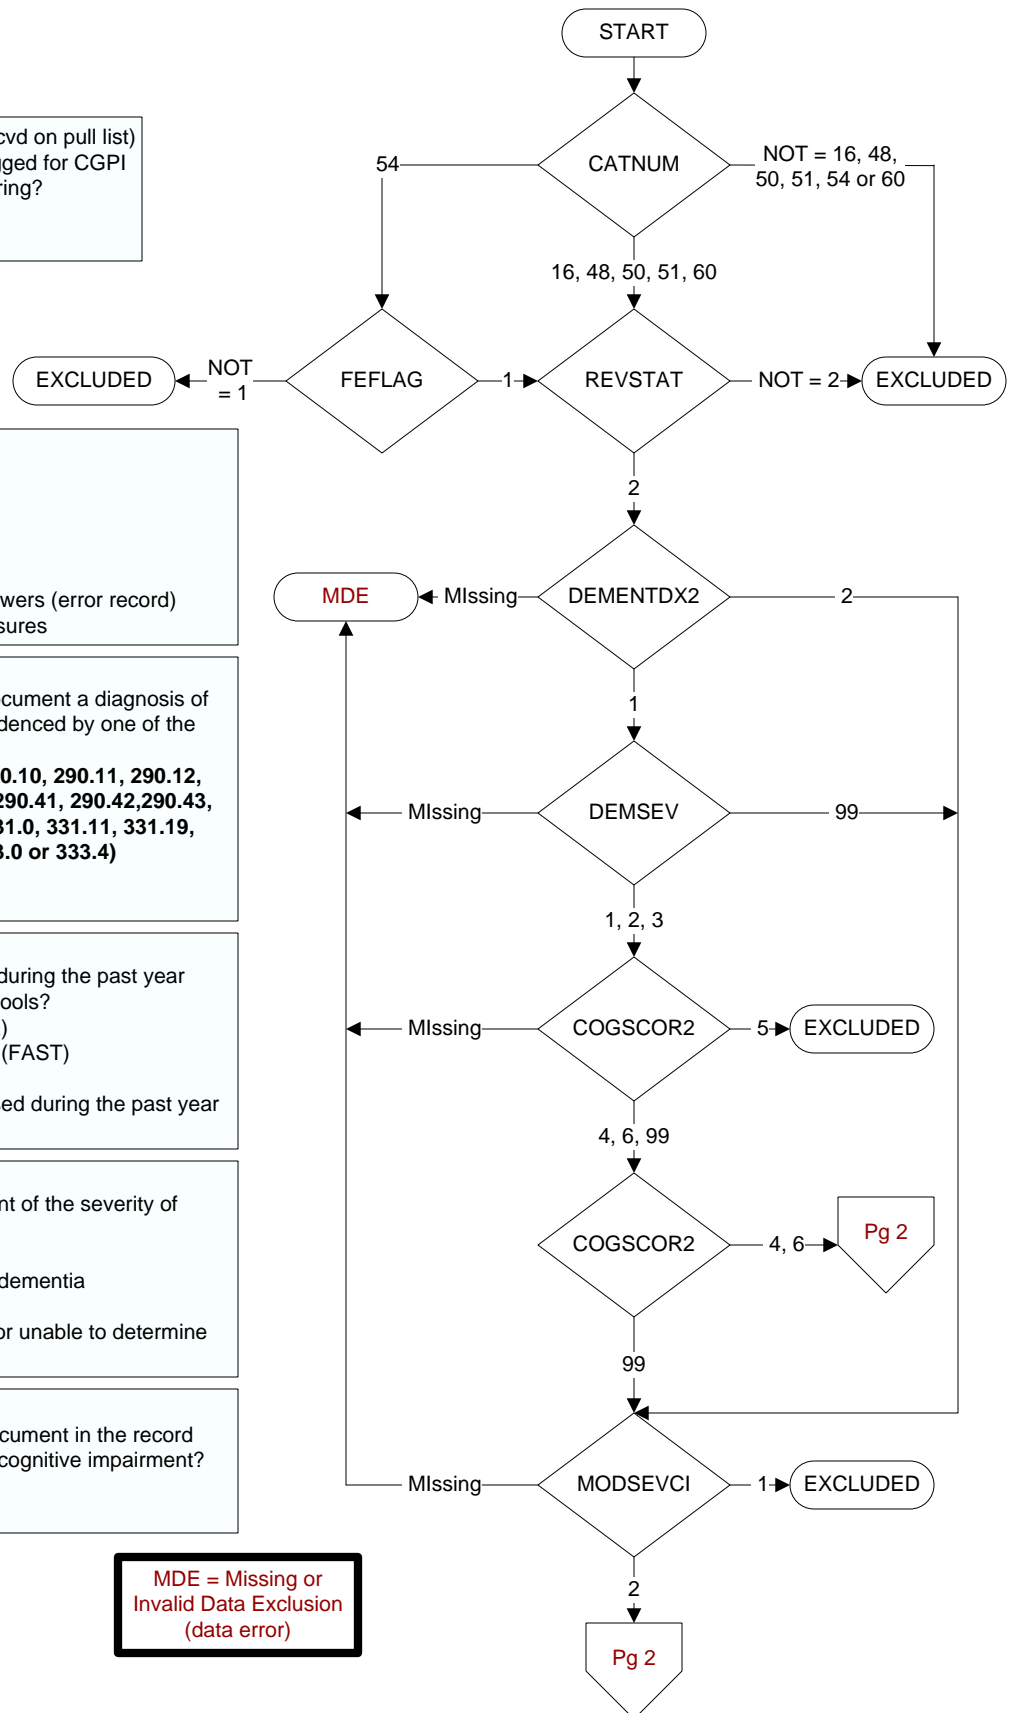 START
cvd on pull list)
gged for CGPI
ring?
54
CATNUM
NOT = 16, 48,
50, 51, 54 or 60
16, 48, 50, 51, 60
EXCLUDED
NOT
= 1
FEFLAG
1
REVSTAT
NOT = 2
EXCLUDED
2
wers (error record)
sures
MDE
MIssing
DEMENTDX2
2
1
ocument a diagnosis of
idenced by one of the
0.10, 290.11, 290.12,
290.41, 290.42,290.43,
31.0, 331.11, 331.19,
3.0 or 333.4)
MIssing
DEMSEV
99
1, 2, 3
during the past year
ools?
)
(FAST)
sed during the past year
MIssing
COGSCOR2
5
EXCLUDED
4, 6, 99
nt of the severity of
dementia
or unable to determine
COGSCOR2
4, 6
Pg 2
99
ocument in the record
cognitive impairment?
MIssing
MODSEVCI
1
EXCLUDED
MDE = Missing or
Invalid Data Exclusion
(data error)
2
Pg 2